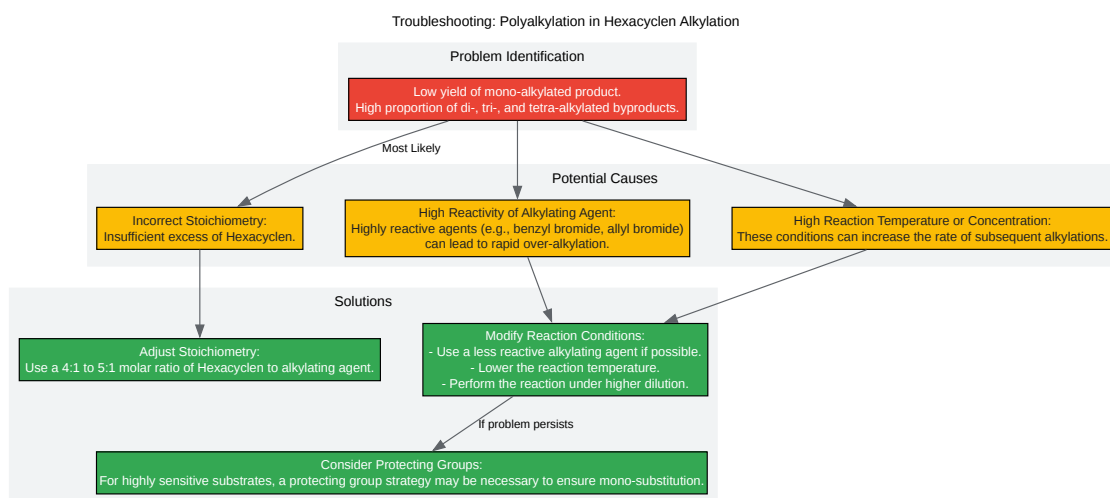 Troubleshooting: Polyalkylation in Hexacyclen Alkylation
Problem Identification
Low yield of mono-alkylated product.
High proportion of di-, tri-, and tetra-alkylated byproducts.
Most Likely
Potential Causes
Incorrect Stoichiometry:
Insufficient excess of Hexacyclen.
High Reactivity of Alkylating Agent:
Highly reactive agents (e.g., benzyl bromide, allyl bromide)
can lead to rapid over-alkylation.
High Reaction Temperature or Concentration:
These conditions can increase the rate of subsequent alkylations.
Solutions
Adjust Stoichiometry:
Use a 4:1 to 5:1 molar ratio of Hexacyclen to alkylating agent.
Modify Reaction Conditions:
- Use a less reactive alkylating agent if possible.
- Lower the reaction temperature.
- Perform the reaction under higher dilution.
If problem persists
Consider Protecting Groups:
For highly sensitive substrates, a protecting group strategy may be necessary to ensure mono-substitution.